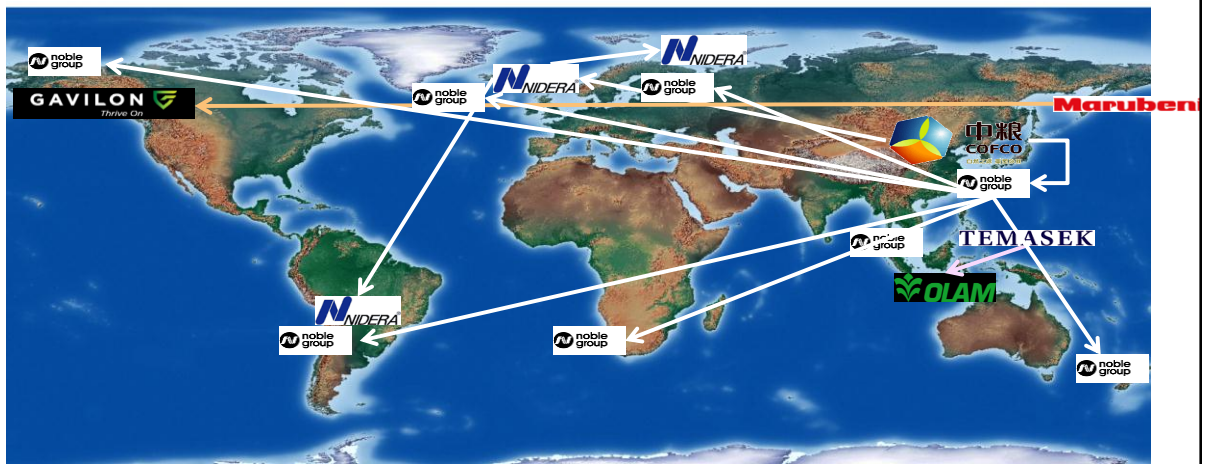 NIDERA
noble
group
NIDERA
noble
group
noble
group
GAVILON
Thrive On
Maruben
中粮
COFCO
noble
group
noble
group
TEMASEK
OLAM
NIDERA
noble
group
noble
group
noble
group